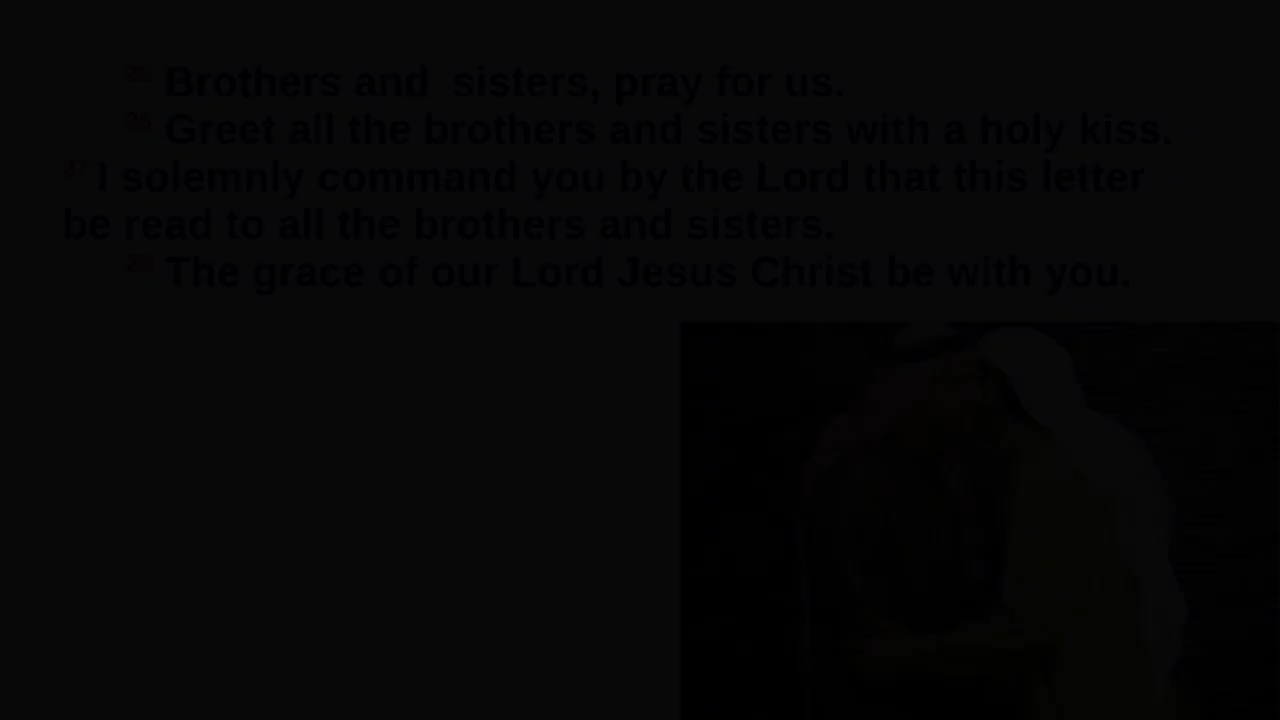 Brothers and sisters, pray for us.
Greet all the brothers and sisters with a holy kiss.
27 I solemnly command you by the Lord that this letter
be read to all the brothers and sisters.
The grace of our Lord Jesus Christ be with you.